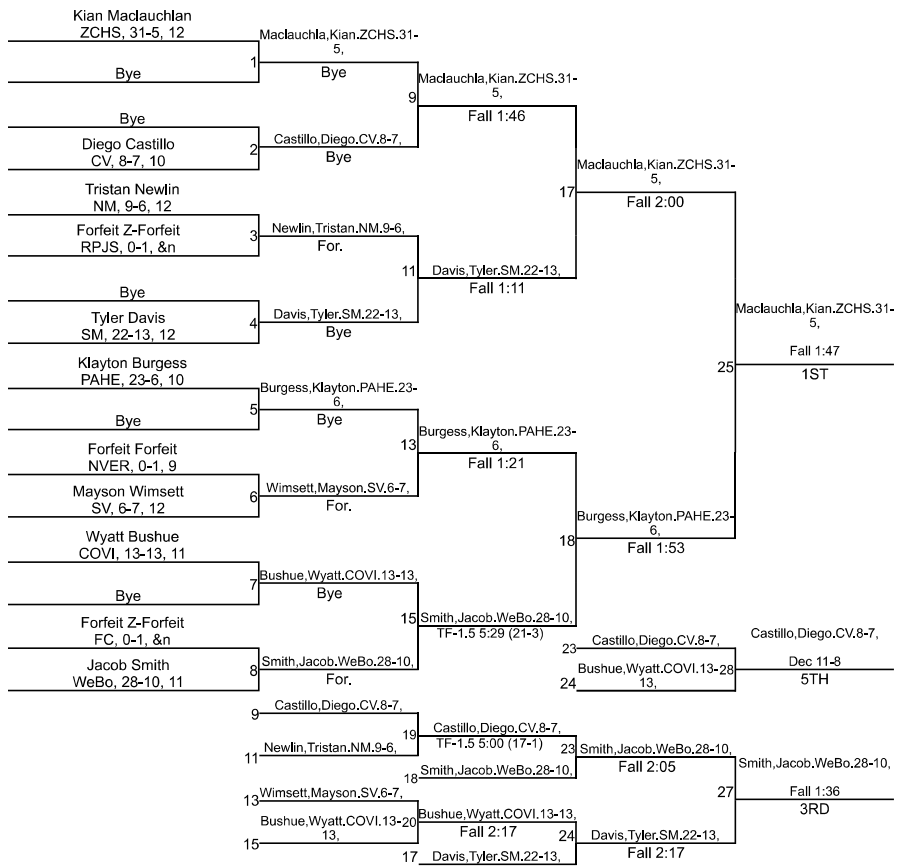 Kian Maclauchlan
ZCHS, 31-5, 12
Bye
Bye
Diego Castillo
CV, 8-7, 10
Tristan Newlin
NM, 9-6, 12
Forfeit Z-Forfeit
RPJS, 0-1, &n
Bye
Tyler Davis
SM, 22-13, 12
Klayton Burgess
PAHE, 23-6, 10
Bye
Forfeit Forfeit
NVER, 0-1, 9
Mayson Wimsett
SV, 6-7, 12
Wyatt Bushue
COVI, 13-13, 11
Bye
Forfeit Z-Forfeit
FC, 0-1, &n
Jacob Smith
WeBo, 28-10, 11
1
Maclauchla,Kian.ZCHS.31-
5,
Bye
2
Castillo,Diego.CV.8-7,
Bye
3
Newlin,Tristan.NM.9-6,
For.
4
Davis,Tyler.SM.22-13,
Bye
5
Burgess,Klayton.PAHE.23-
6,
Bye
6
Wimsett,Mayson.SV.6-7,
For.
7
Bushue,Wyatt.COVI.13-13,
Bye
8
Smith,Jacob.WeBo.28-10,
For.
9
Maclauchla,Kian.ZCHS.31-
5,
Fall 1:46
11
Davis,Tyler.SM.22-13,
Fall 1:11
13
Burgess,Klayton.PAHE.23-
6,
Fall 1:21
15
Smith,Jacob.WeBo.28-10,
TF-1.5 5:29 (21-3)
17
Maclauchla,Kian.ZCHS.31-
5,
Fall 2:00
18
Burgess,Klayton.PAHE.23-
6,
Fall 1:53
25
Maclauchla,Kian.ZCHS.31-
5,
Fall 1:47
1ST
23
Castillo,Diego.CV.8-7,
24
Bushue,Wyatt.COVI.13-
13,
28
Castillo,Diego.CV.8-7,
Dec 11-8
5TH
9
Castillo,Diego.CV.8-7,
11
Newlin,Tristan.NM.9-6,
19
Castillo,Diego.CV.8-7,
TF-1.5 5:00 (17-1)
18
Smith,Jacob.WeBo.28-10,
23
Smith,Jacob.WeBo.28-10,
Fall 2:05
13
Wimsett,Mayson.SV.6-7,
15
Bushue,Wyatt.COVI.13-
13,
20
Bushue,Wyatt.COVI.13-13,
Fall 2:17
17
Davis,Tyler.SM.22-13,
24
Davis,Tyler.SM.22-13,
Fall 2:17
27
Smith,Jacob.WeBo.28-10,
Fall 1:36
3RD